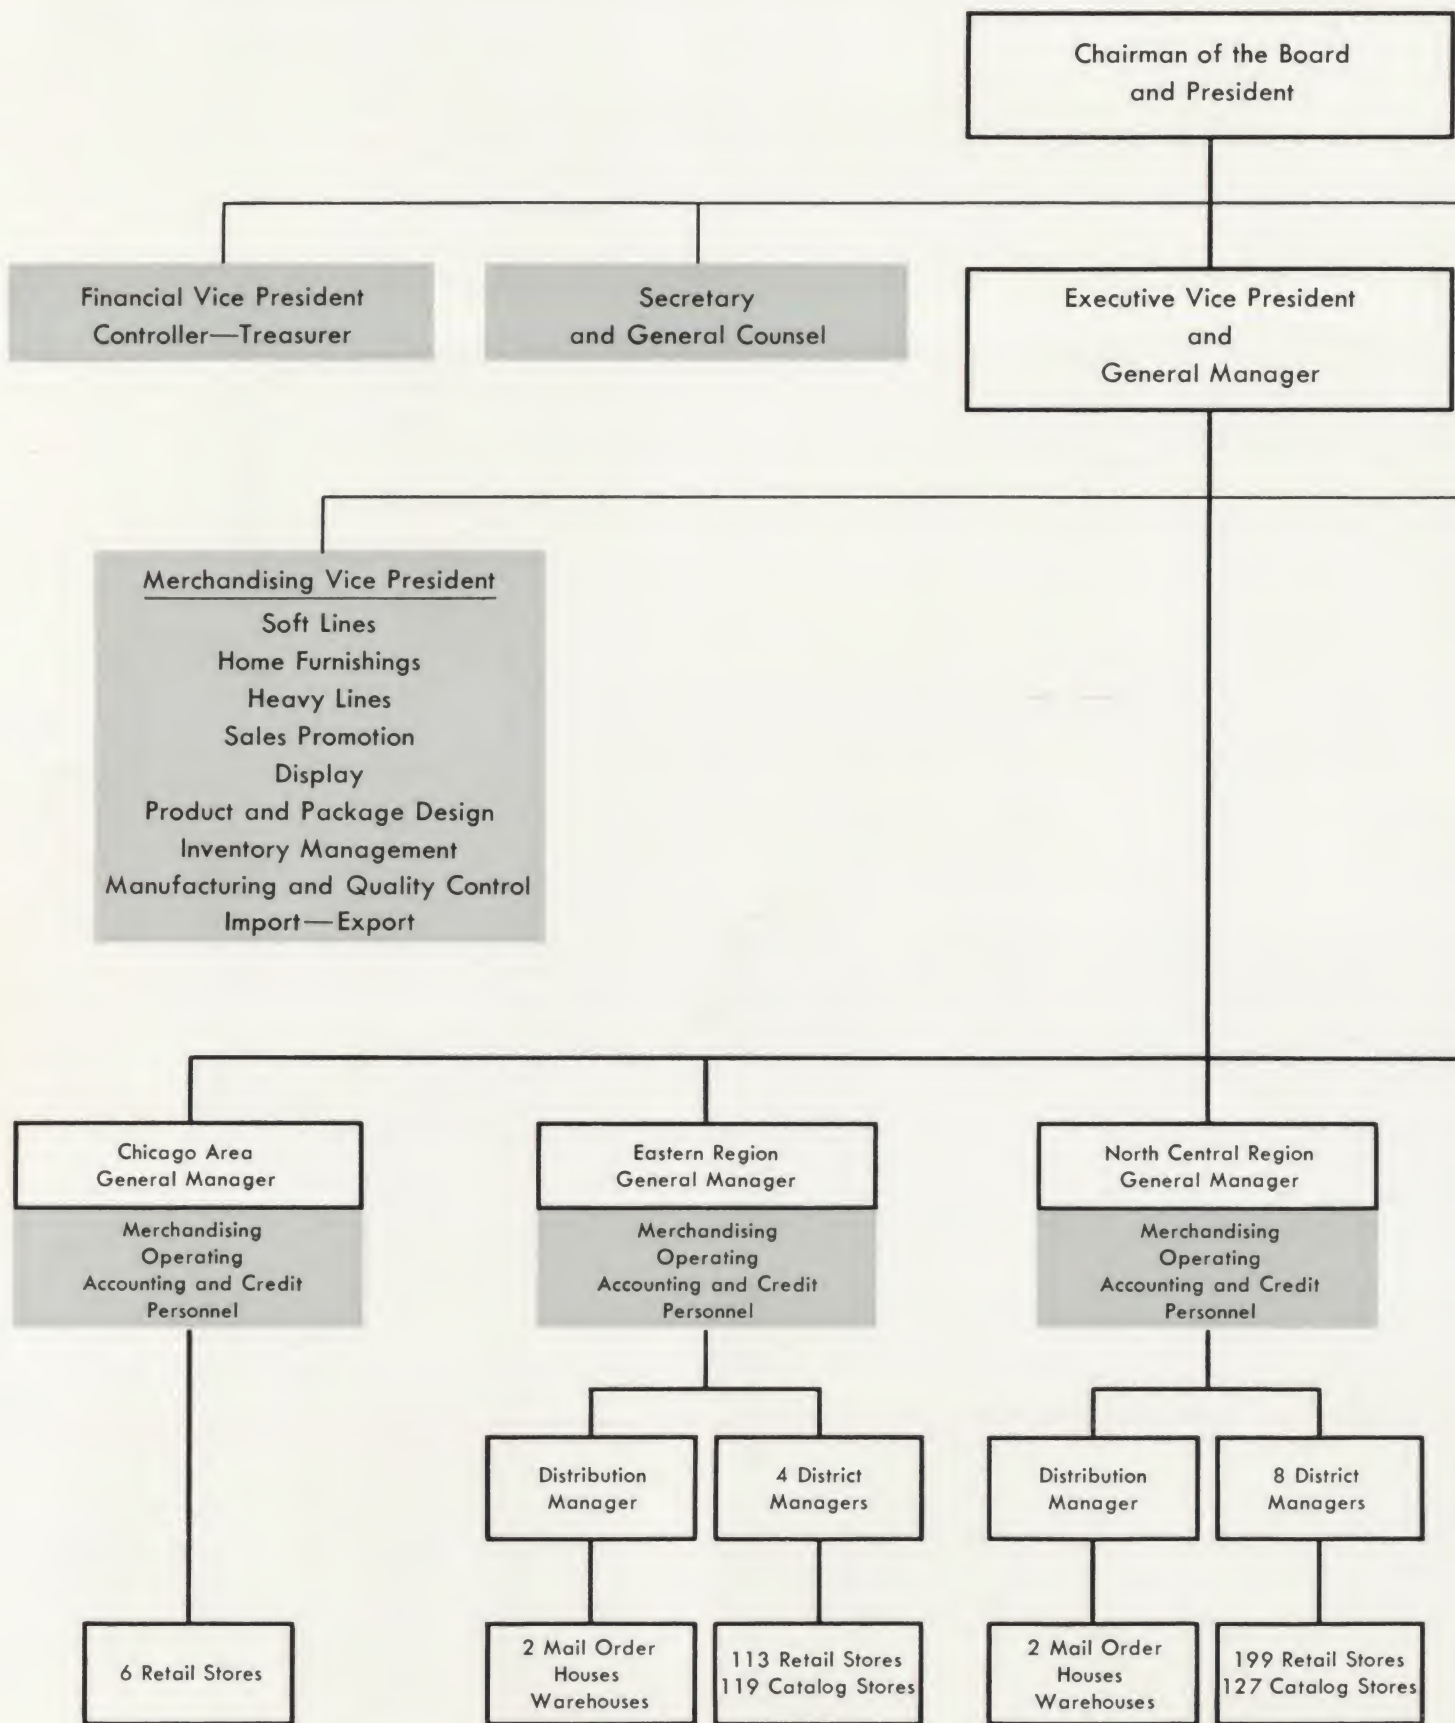 Chairman of the Board
and President
Financial Vice President
Controller—Treasurer
Secretary
and General Counsel
Executive Vice President
and
General Manager
Merchandising Vice President
Soft Lines
Home Furnishings
Heavy Lines
Sales Promotion
Display
Product and Package Design
Inventory Management
Manufacturing and Quality Control
Import—Export
Chicago Area
General Manager
Merchandising
Operating
Accounting and Credit
Personnel
6 Retail Stores
Eastern Region
General Manager
Merchandising
Operating
Accounting and Credit
Personnel
Distribution
Manager
2 Mail Order
Houses
Warehouses
4 District
Managers
113 Retail Stores
119 Catalog Stores
North Central Region
General Manager
Merchandising
Operating
Accounting and Credit
Personnel
Distribution
Manager
2 Mail Order
Houses
Warehouses
8 District
Managers
199 Retail Stores
127 Catalog Stores